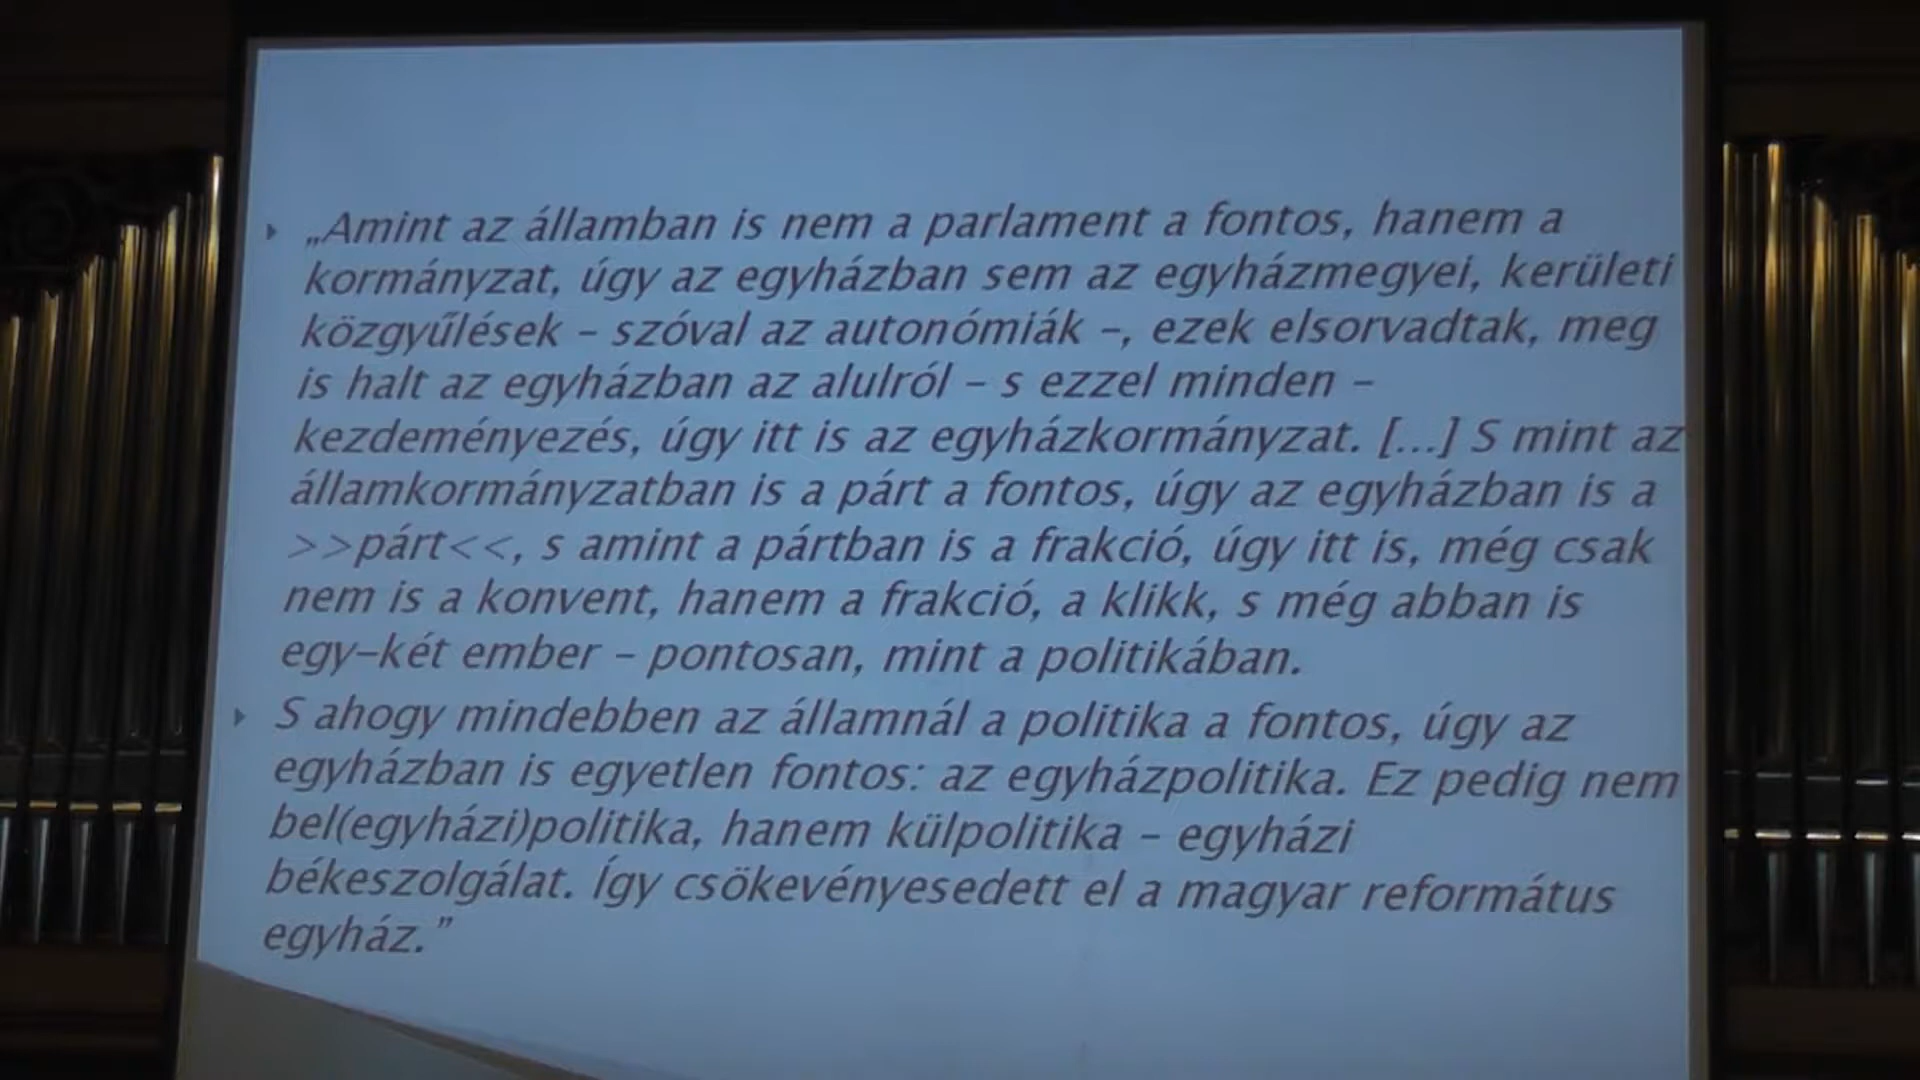 „Amint az államban is nem a parlament a fontos, hanem a
kormányzat, úgy az egyházban sem az egyházmegyei, kerületi
közgyűlések – szóval az autonómiák –, ezek elsorvadtak, meg
is halt az egyházban az alulról – s ezzel minden –
kezdeményezés, úgy itt is az egyházkormányzat. [...] S mint az
államkormányzatban is a párt a fontos, úgy az egyházban is a
>>párt<<, s amint a pártban is a frakció, úgy itt is, még csak
nem is a konvent, hanem a frakció, a klikk, s még abban is
egy-két ember – pontosan, mint a politikában.
S ahogy mindebben az államnál a politika a fontos, úgy az
egyházban is egyetlen fontos: az egyházpolitika. Ez pedig nem
bel(egyházi)politika, hanem külpolitika – egyházi
békeszolgálat. Így csökevényesedett el a magyar református
egyház.”